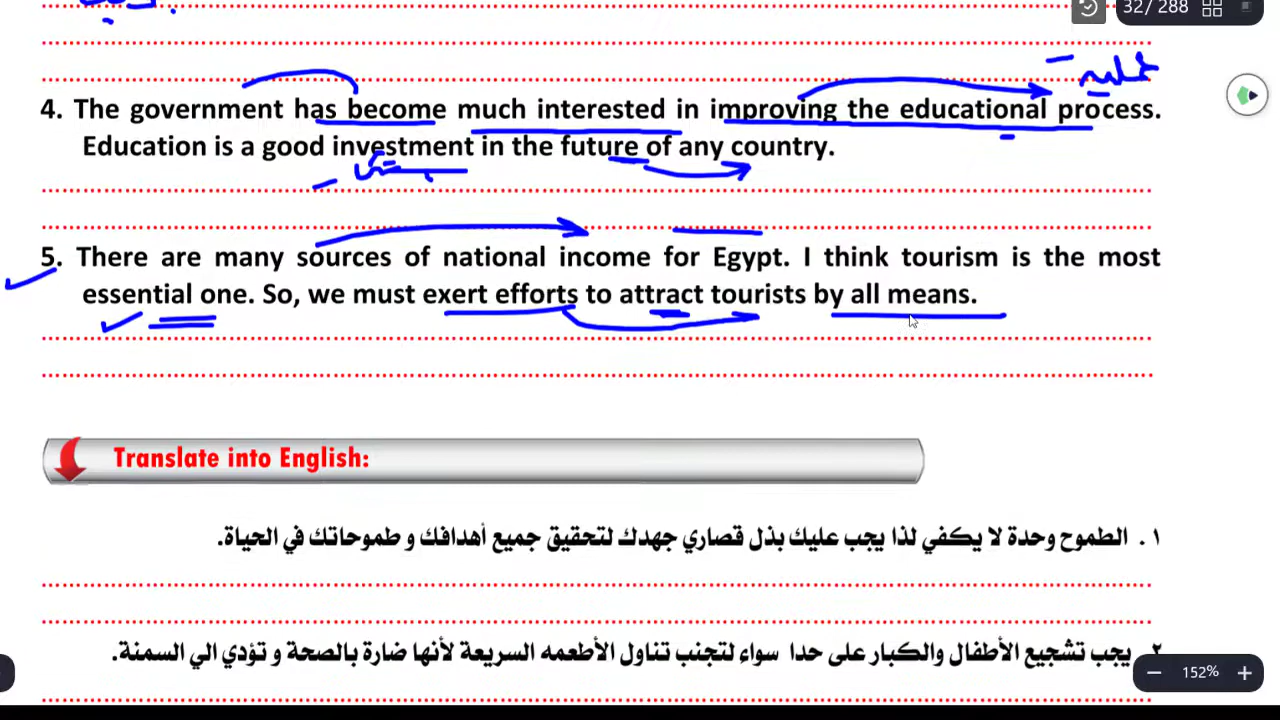 32/288
4. The government has become much interested in improving the educational process.
Education is a good investment in the future of any country.
5. There are many sources of national income for Egypt. I think tourism is the most
essential one. So, we must exert efforts to attract tourists by all means.
Translate into English:
١ . الطموح وحدة لا يكفي لذا يجب عليك بذل قصاري جهدك لتحقيق جميع أهدافك و طموحاتك في الحياة.
٢. يجب تشجيع الأطفال والكبار على حدا سواء لتجنب تناول الأطعمه السريعة لأنها ضارة بالصحة و تؤدي الي السمنة.
152%